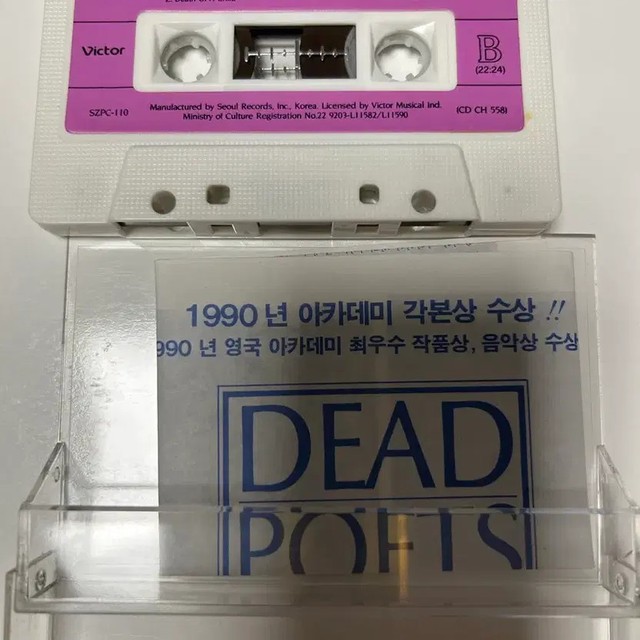 Victor
B
(22:24)
SZPC-110
Manufactured by Seoul Records, Inc., Korea. Licensed by Victor Musical Ind.
(CD CH 558)
Ministry of Culture Registration No.22 9203-L11582/L11590
1990 년 아카데미 각본상 수상 !!
990 년 영국 아카데미 최우수 작품상, 음악상 수상
DEAD
POETS